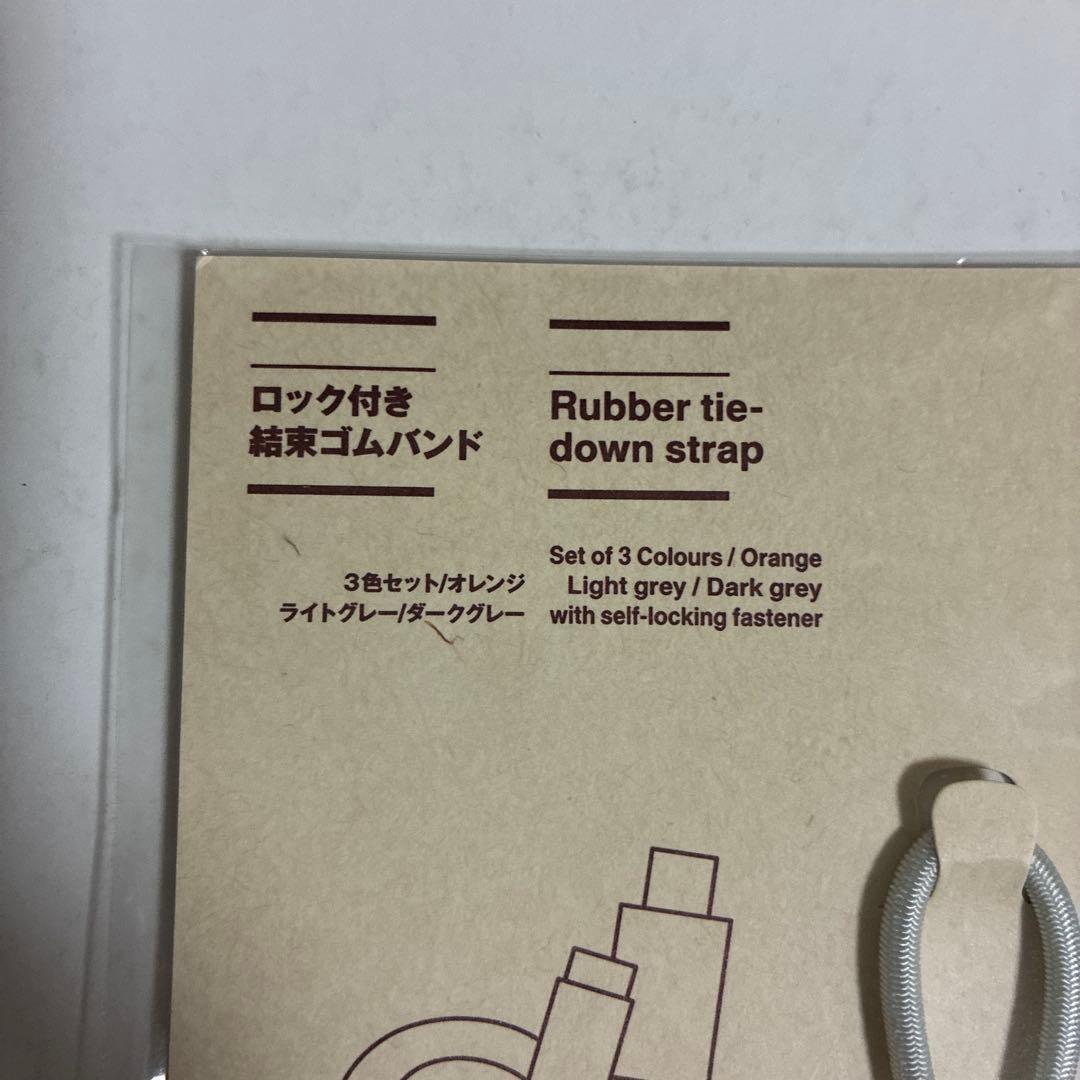 ロック付き
結束ゴムバンド
3色セット/オレンジ
ライトグレー/ダークグレー
Rubber tie-
down strap
Set of 3 Colours / Orange
Light grey / Dark grey
with self-locking fastener